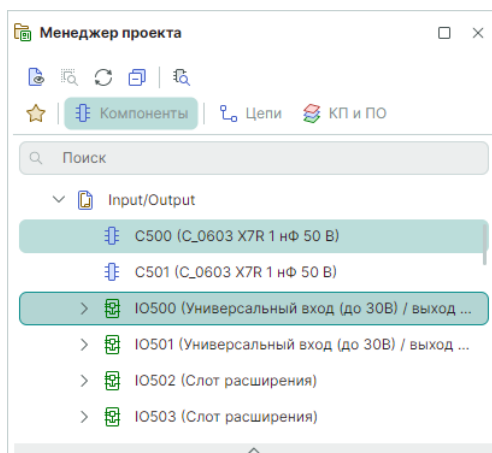 Менеджер проекта
Компоненты Цепи КП и ПО
Поиск
Input/Output
C500 (C_0603 X7R 1 нФ 50 В)
C501 (C_0603 X7R 1 нФ 50 В)
IO500 (Универсальный вход (до 30В) / выход ...
IO501 (Универсальный вход (до 30В) / выход ...
IO502 (Слот расширения)
IO503 (Слот расширения)